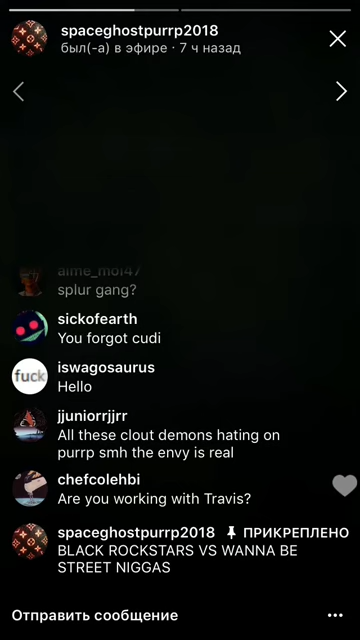 spaceghostpurrp2018
был(-а) в эфире · 7 ч назад
aime_moi47
splur gang?
sickofearth
You forgot cudi
fuck
iswagosaurus
Hello
jjuniorrjjrr
All these clout demons hating on
purrp smh the envy is real
chefcolehbi
Are you working with Travis?
spaceghostpurrp2018 ПРИКРЕПЛЕНО
BLACK ROCKSTARS VS WANNA BE
STREET NIGGAS
Отправить сообщение